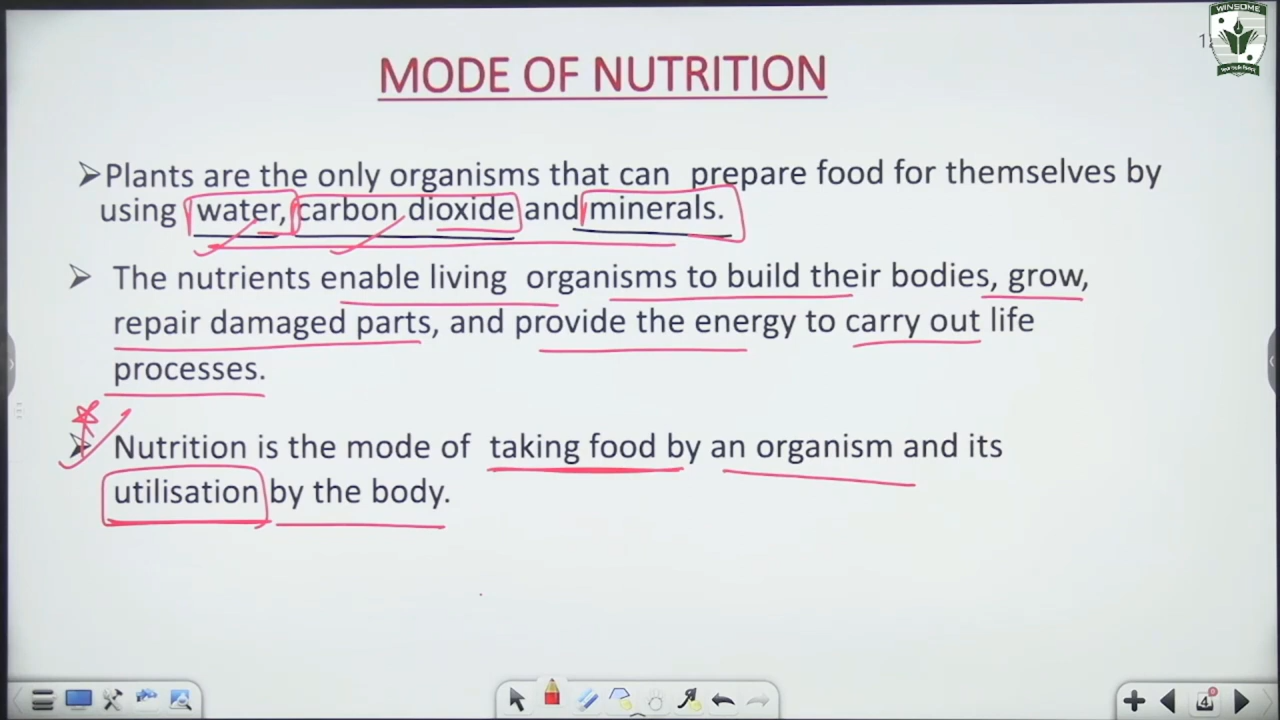 WINSOME
MODE OF NUTRITION
➢Plants are the only organisms that can prepare food for themselves by
using water, carbon dioxide and minerals.
➢ The nutrients enable living organisms to build their bodies, grow,
repair damaged parts, and provide the energy to carry out life
processes.
➢ Nutrition is the mode of taking food by an organism and its
utilisation by the body.
4